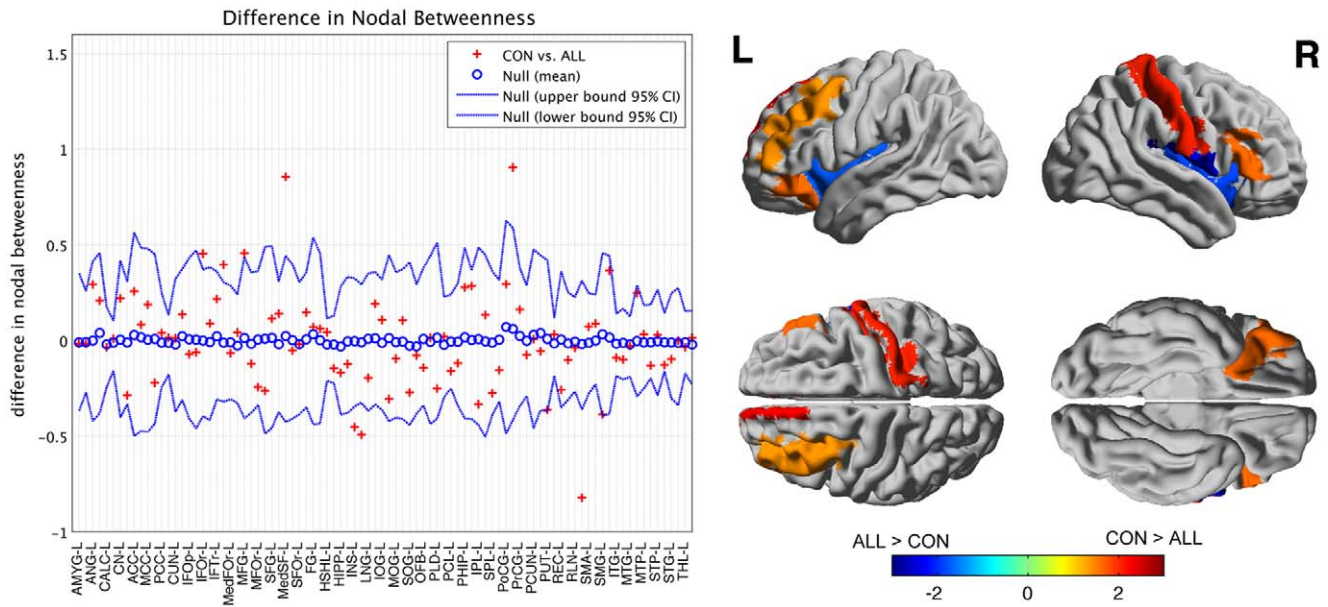 Difference in Nodal Betweenness
CON vs. ALL
Null (mean)
Null (upper bound 95% CI)
Null (lower bound 95% CI)
difference in nodal betweenness
1.5
1
0.5
0
-0.5
-1
AMYG-L
ANG-L
CALC-L
CN-L
ACC-L
MCC-L
PCC-L
CUN-L
IFOp-L
IFOr-L
IFTr-L
MedFOr-L
MFG-L
MFOr-L
SFG-L
MedSF-L
SFOr-L
FG-L
HSHL-L
HIPP-L
INS-L
LNG-L
IOG-L
MOG-L
SOG-L
OFB-L
PLD-L
PCL-L
PHIP-L
IPL-L
SPL-L
PoCG-L
PrCG-L
PCUN-L
PUT-L
REC-L
RLN-L
SMA-L
SMG-L
ITG-L
MTG-L
MTP-L
STP-L
STG-L
THL-L
L
R
ALL > CON
CON > ALL
-2
0
2